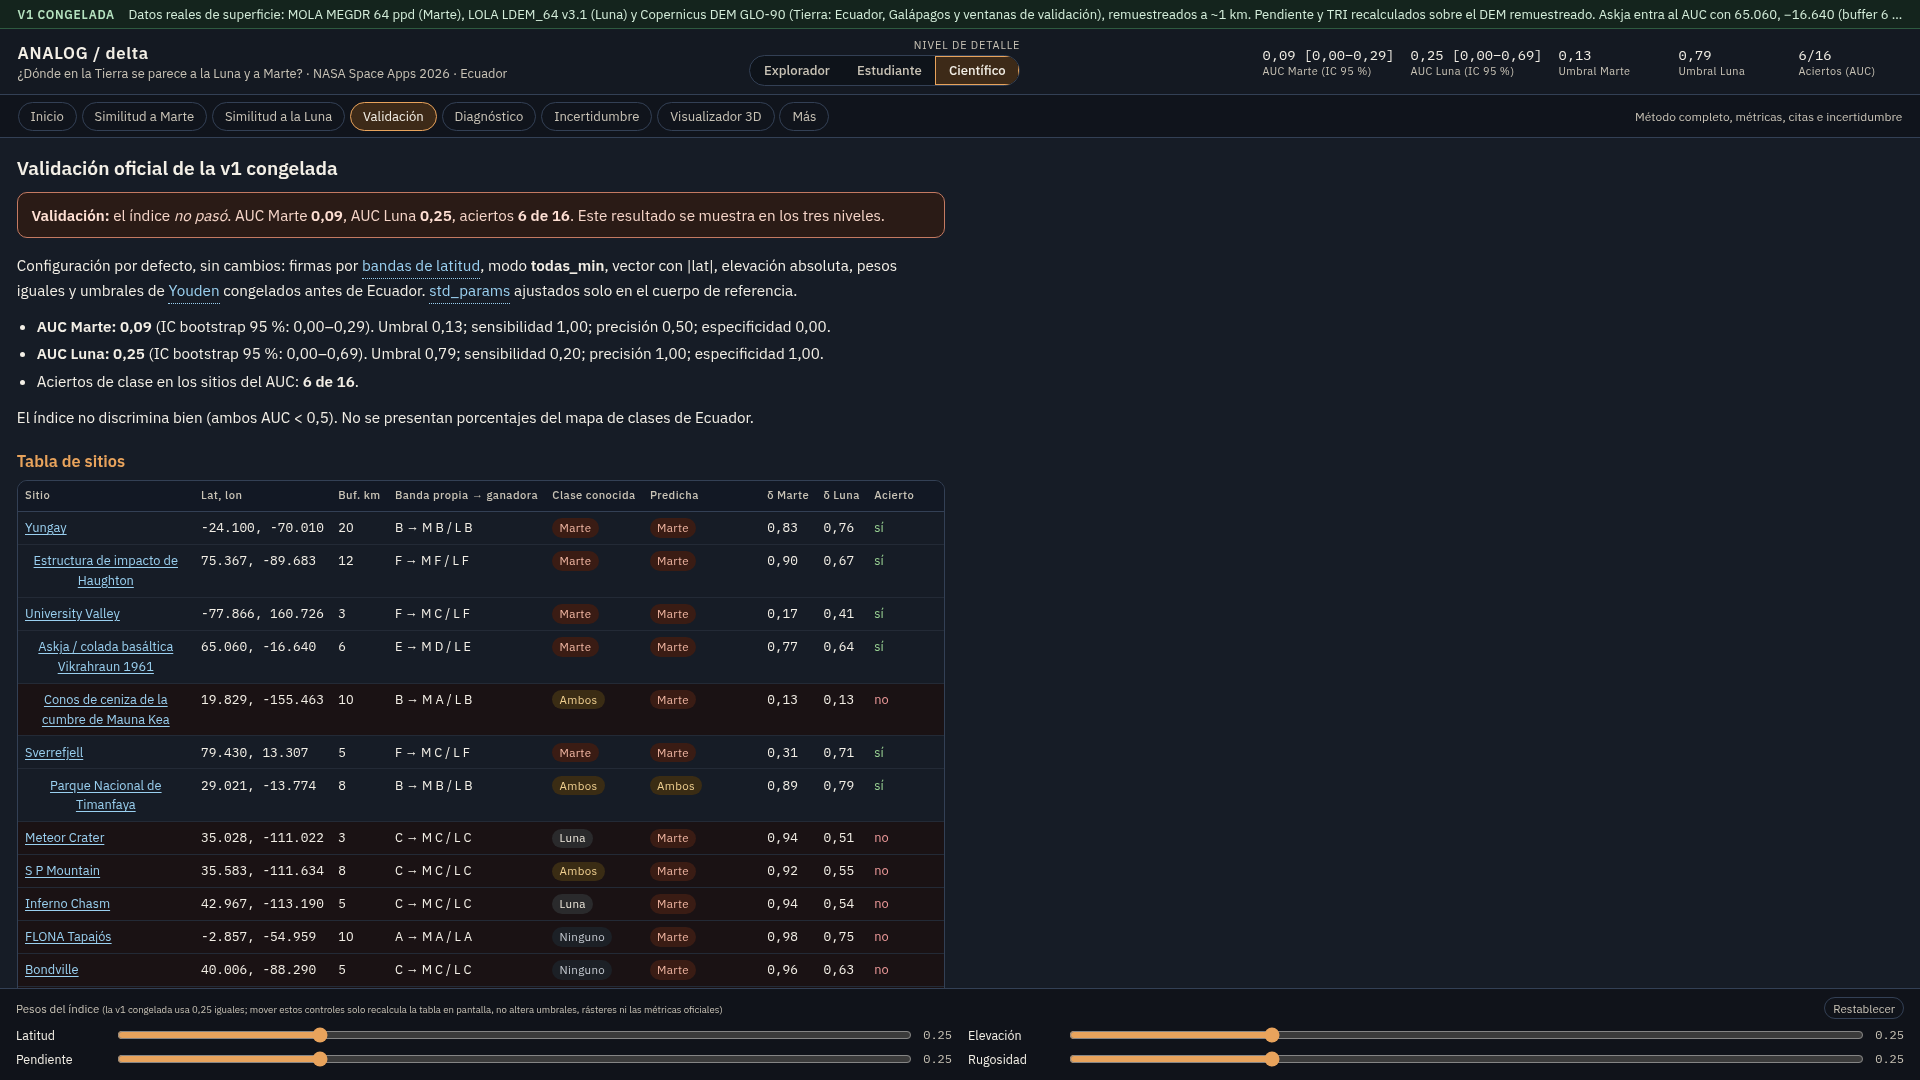 V1 CONGELADA Datos reales de superficie: MOLA MEGDR 64 ppd (Marte), LOLA LDEM_64 v3.1 (Luna) y Copernicus DEM GLO-90 (Tierra: Ecuador, Galápagos y ventanas de validación), remuestreados a ~1 km. Pendiente y TRI recalculados sobre el DEM remuestreado. Askja entra al AUC con 65.060, −16.640 (buffer 6 ...
ANALOG / delta
¿Dónde en la Tierra se parece a la Luna y a Marte? · NASA Space Apps 2026 · Ecuador
NIVEL DE DETALLE
Explorador Estudiante Científico
0,09 [0,00–0,29] 0,25 [0,00–0,69] 0,13 0,79 6/16
AUC Marte (IC 95 %) AUC Luna (IC 95 %) Umbral Marte Umbral Luna Aciertos (AUC)
Inicio Similitud a Marte Similitud a la Luna Validación Diagnóstico Incertidumbre Visualizador 3D Más Método completo, métricas, citas e incertidumbre
Validación oficial de la v1 congelada
Validación: el índice no pasó. AUC Marte 0,09, AUC Luna 0,25, aciertos 6 de 16. Este resultado se muestra en los tres niveles.
Configuración por defecto, sin cambios: firmas por bandas de latitud, modo todas_min, vector con |lat|, elevación absoluta, pesos
iguales y umbrales de Youden congelados antes de Ecuador. std_params ajustados solo en el cuerpo de referencia.
• AUC Marte: 0,09 (IC bootstrap 95 %: 0,00–0,29). Umbral 0,13; sensibilidad 1,00; precisión 0,50; especificidad 0,00.
• AUC Luna: 0,25 (IC bootstrap 95 %: 0,00–0,69). Umbral 0,79; sensibilidad 0,20; precisión 1,00; especificidad 1,00.
• Aciertos de clase en los sitios del AUC: 6 de 16.
El índice no discrimina bien (ambos AUC < 0,5). No se presentan porcentajes del mapa de clases de Ecuador.
Tabla de sitios
Sitio Lat, lon Buf. km Banda propia → ganadora Clase conocida Predicha δ Marte δ Luna Acierto
Yungay -24.100, -70.010 20 B → M B / L B Marte Marte 0,83 0,76 sí
Estructura de impacto de Haughton 75.367, -89.683 12 F → M F / L F Marte Marte 0,90 0,67 sí
University Valley -77.866, 160.726 3 F → M C / L F Marte Marte 0,17 0,41 sí
Askja / colada basáltica Vikrahraun 1961 65.060, -16.640 6 E → M D / L E Marte Marte 0,77 0,64 sí
Conos de ceniza de la cumbre de Mauna Kea 19.829, -155.463 10 B → M A / L B Ambos Marte 0,13 0,13 no
Sverrefjell 79.430, 13.307 5 F → M C / L F Marte Marte 0,31 0,71 sí
Parque Nacional de Timanfaya 29.021, -13.774 8 B → M B / L B Ambos Ambos 0,89 0,79 sí
Meteor Crater 35.028, -111.022 3 C → M C / L C Luna Marte 0,94 0,51 no
S P Mountain 35.583, -111.634 8 C → M C / L C Ambos Marte 0,92 0,55 no
Inferno Chasm 42.967, -113.190 5 C → M C / L C Luna Marte 0,94 0,54 no
FLONA Tapajós -2.857, -54.959 10 A → M A / L A Ninguno Marte 0,98 0,75 no
Bondville 40.006, -88.290 5 C → M C / L C Ninguno Marte 0,96 0,63 no
Pesos del índice (la v1 congelada usa 0,25 iguales; mover estos controles solo recalcula la tabla en pantalla, no altera umbrales, rásteres ni las métricas oficiales) Restablecer
Latitud 0.25 Elevación 0.25
Pendiente 0.25 Rugosidad 0.25